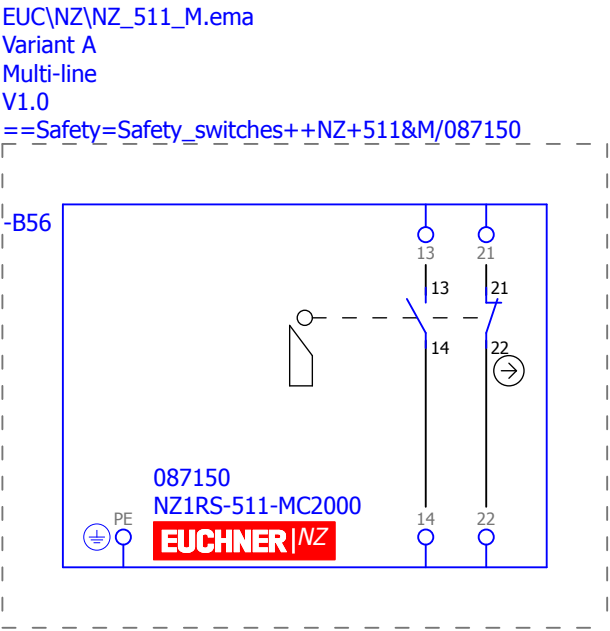 EUC\NZ\NZ_511_M.ema
Variant A
Multi-line
V1.0
==Safety=Safety_switches++NZ+511&M/087150
-B56
13 21
13 21
14 22
087150
NZ1RS-511-MC2000
PE 14 22
EUCHNER|NZ